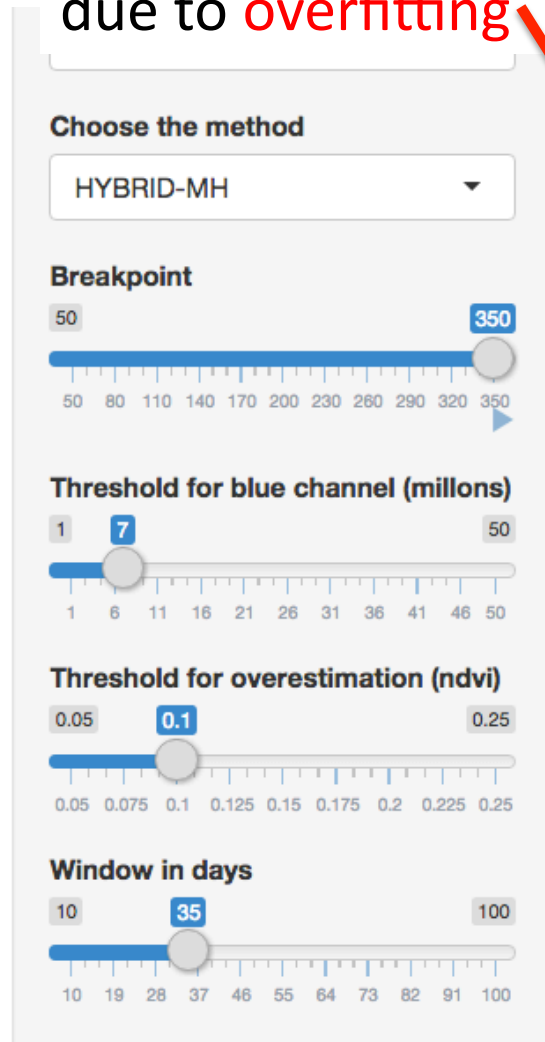 due to overfitting
Choose the method
HYBRID-MH
Breakpoint
50 350
50 80 110 140 170 200 230 260 290 320 350
Threshold for blue channel (millons)
1 7 50
1 6 11 16 21 26 31 36 41 46 50
Threshold for overestimation (ndvi)
0.05 0.1 0.25
0.05 0.075 0.1 0.125 0.15 0.175 0.2 0.225 0.25
Window in days
10 35 100
10 19 28 37 46 55 64 73 82 91 100